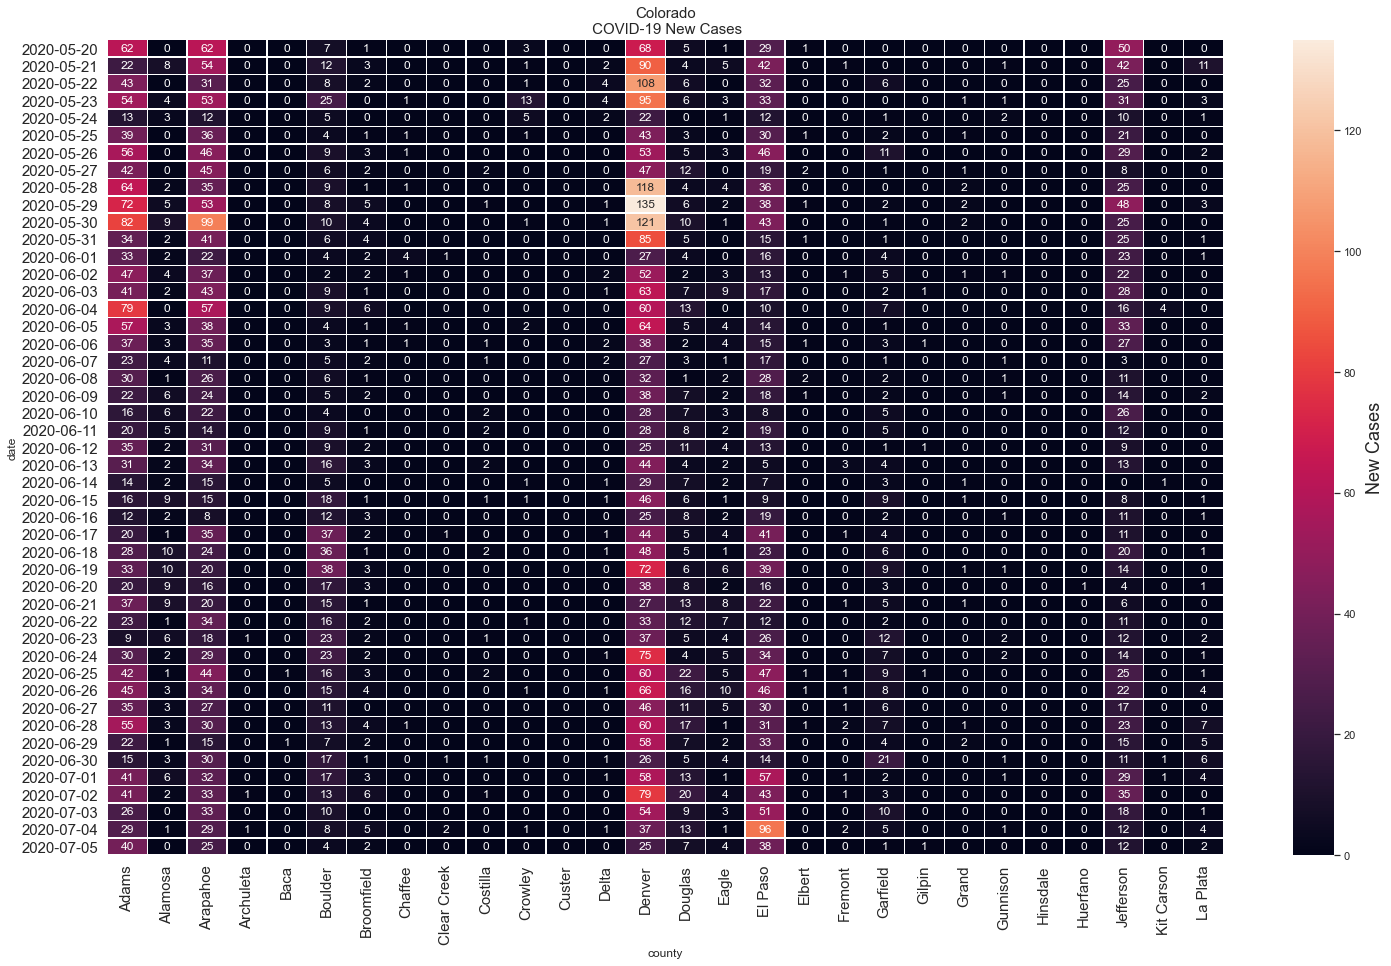 Colorado
COVID-19 New Cases
2020-05-20 62 0 62 0 0 7 1 0 0 0 3 0 0 68 5 1 29 1 0 0 0 0 0 0 0 50 0 0
2020-05-21 22 8 54 0 0 12 3 0 0 0 1 0 2 90 4 5 42 0 1 0 0 0 1 0 0 42 0 11
2020-05-22 43 0 31 0 0 8 2 0 0 0 1 0 4 108 6 0 32 0 0 6 0 0 0 0 0 25 0 0
2020-05-23 54 4 53 0 0 25 0 1 0 0 13 0 4 95 6 3 33 0 0 0 0 1 1 0 0 31 0 3
2020-05-24 13 3 12 0 0 5 0 0 0 0 5 0 2 22 0 1 12 0 0 1 0 0 2 0 0 10 0 1
2020-05-25 39 0 36 0 0 4 1 1 0 0 1 0 0 43 3 0 30 1 0 2 0 1 0 0 0 21 0 0
2020-05-26 56 0 46 0 0 9 3 1 0 0 0 0 0 53 5 3 46 0 0 11 0 0 0 0 0 29 0 2
2020-05-27 42 0 45 0 0 6 2 0 0 2 0 0 0 47 12 0 19 2 0 1 0 1 0 0 0 8 0 0
2020-05-28 64 2 35 0 0 9 1 1 0 0 0 0 0 118 4 4 36 0 0 0 0 2 0 0 0 25 0 0
2020-05-29 72 5 53 0 0 8 5 0 0 1 0 0 1 135 6 2 38 1 0 2 0 2 0 0 0 48 0 3
2020-05-30 82 9 99 0 0 10 4 0 0 0 1 0 1 121 10 1 43 0 0 1 0 2 0 0 0 25 0 0
2020-05-31 34 2 41 0 0 6 4 0 0 0 0 0 0 85 5 0 15 1 0 1 0 0 0 0 0 25 0 1
2020-06-01 33 2 22 0 0 4 2 4 1 0 0 0 0 27 4 0 16 0 0 4 0 0 0 0 0 23 0 1
2020-06-02 47 4 37 0 0 2 2 1 0 0 0 0 2 52 2 3 13 0 1 5 0 1 1 0 0 22 0 0
2020-06-03 41 2 43 0 0 9 1 0 0 0 0 0 1 63 7 9 17 0 0 2 1 0 0 0 0 28 0 0
2020-06-04 79 0 57 0 0 9 6 0 0 0 0 0 0 60 13 0 10 0 0 7 0 0 0 0 0 16 4 0
2020-06-05 57 3 38 0 0 4 1 1 0 0 2 0 0 64 5 4 14 0 0 1 0 0 0 0 0 33 0 0
2020-06-06 37 3 35 0 0 3 1 1 0 1 0 0 2 38 2 4 15 1 0 3 1 0 0 0 0 27 0 0
2020-06-07 23 4 11 0 0 5 2 0 0 1 0 0 2 27 3 1 17 0 0 1 0 0 1 0 0 3 0 0
2020-06-08 30 1 26 0 0 6 1 0 0 0 0 0 0 32 1 2 28 2 0 2 0 0 1 0 0 11 0 0
2020-06-09 22 6 24 0 0 5 2 0 0 0 0 0 0 38 7 2 18 1 0 2 0 0 1 0 0 14 0 2
2020-06-10 16 6 22 0 0 4 0 0 0 2 0 0 0 28 7 3 8 0 0 5 0 0 0 0 0 26 0 0
2020-06-11 20 5 14 0 0 9 1 0 0 2 0 0 0 28 8 2 19 0 0 5 0 0 0 0 0 12 0 0
2020-06-12 35 2 31 0 0 9 2 0 0 0 0 0 0 25 11 4 13 0 0 1 1 0 0 0 0 9 0 0
2020-06-13 31 2 34 0 0 16 3 0 0 2 0 0 0 44 4 2 5 0 3 4 0 0 0 0 0 13 0 0
2020-06-14 14 2 15 0 0 5 0 0 0 0 1 0 1 29 7 2 7 0 0 3 0 1 0 0 0 0 1 0
2020-06-15 16 9 15 0 0 18 1 0 0 1 1 0 1 46 6 1 9 0 0 9 0 1 0 0 0 8 0 1
2020-06-16 12 2 8 0 0 12 3 0 0 0 0 0 0 25 8 2 19 0 0 2 0 0 1 0 0 11 0 1
2020-06-17 20 1 35 0 0 37 2 0 1 0 0 0 1 44 5 4 41 0 1 4 0 0 0 0 0 11 0 0
2020-06-18 28 10 24 0 0 36 1 0 0 2 0 0 1 48 5 1 23 0 0 6 0 0 0 0 0 20 0 1
2020-06-19 33 10 20 0 0 38 3 0 0 0 0 0 0 72 6 6 39 0 0 9 0 1 1 0 0 14 0 0
2020-06-20 20 9 16 0 0 17 3 0 0 0 0 0 0 38 8 2 16 0 0 3 0 0 0 0 1 4 0 1
2020-06-21 37 9 20 0 0 15 1 0 0 0 0 0 0 27 13 8 22 0 1 5 0 1 0 0 0 6 0 0
2020-06-22 23 1 34 0 0 16 2 0 0 0 1 0 0 33 12 7 12 0 0 2 0 0 0 0 0 11 0 0
2020-06-23 9 6 18 1 0 23 2 0 0 1 0 0 0 37 5 4 26 0 0 12 0 0 2 0 0 12 0 2
2020-06-24 30 2 29 0 0 23 2 0 0 0 0 0 1 75 4 5 34 0 0 7 0 0 2 0 0 14 0 1
2020-06-25 42 1 44 0 1 16 3 0 0 2 0 0 0 60 22 5 47 1 1 9 1 0 0 0 0 25 0 1
2020-06-26 45 3 34 0 0 15 4 0 0 0 1 0 1 66 16 10 46 1 1 8 0 0 0 0 0 22 0 4
2020-06-27 35 3 27 0 0 11 0 0 0 0 0 0 0 46 11 5 30 0 1 6 0 0 0 0 0 17 0 0
2020-06-28 55 3 30 0 0 13 4 1 0 0 0 0 0 60 17 1 31 1 2 7 0 1 0 0 0 23 0 7
2020-06-29 22 1 15 0 1 7 2 0 0 0 0 0 0 58 7 2 33 0 0 4 0 2 0 0 0 15 0 5
2020-06-30 15 3 30 0 0 17 1 0 1 1 0 0 1 26 5 4 14 0 0 21 0 0 1 0 0 11 1 6
2020-07-01 41 6 32 0 0 17 3 0 0 0 0 0 1 58 13 1 57 0 1 2 0 0 1 0 0 29 1 4
2020-07-02 41 2 33 1 0 13 6 0 0 1 0 0 1 79 20 4 43 0 1 3 0 0 0 0 0 35 0 0
2020-07-03 26 0 33 0 0 10 0 0 0 0 0 0 0 54 9 3 51 0 0 10 0 0 0 0 0 18 0 1
2020-07-04 29 1 29 1 0 8 5 0 2 0 1 0 1 37 13 1 96 0 2 5 0 0 1 0 0 12 0 4
2020-07-05 40 0 25 0 0 4 2 0 0 0 0 0 0 25 7 4 38 0 0 1 1 0 0 0 0 12 0 2
Adams Alamosa Arapahoe Archuleta Baca Boulder Broomfield Chaffee Clear Creek Costilla Crowley Custer Delta Denver Douglas Eagle El Paso Elbert Fremont Garfield Gilpin Grand Gunnison Hinsdale Huerfano Jefferson Kit Carson La Plata
county
date
120
100
80
60
40
20
0
New Cases